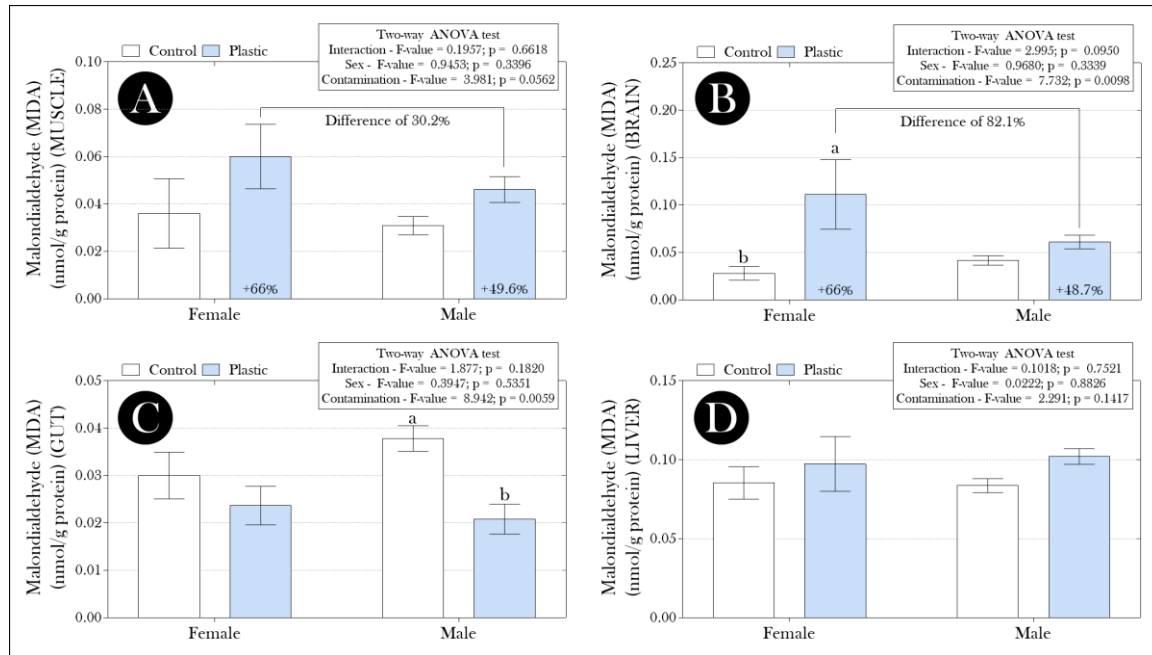 Control Plastic
Two-way ANOVA test
Interaction - F-value = 0.1957; p = 0.6618
Sex - F-value = 0.9453; p = 0.3396
Contamination - F-value = 3.981; p = 0.0562
A
Malondialdehyde (MDA)
(nmol/g protein) (MUSCLE)
0.10
0.08
0.06
0.04
0.02
0.00
Difference of 30.2%
+66%
+49.6%
Female Male
Control Plastic
Two-way ANOVA test
Interaction - F-value = 2.995; p = 0.0950
Sex - F-value = 0.9680; p = 0.3339
Contamination - F-value = 7.732; p = 0.0098
B
Malondialdehyde (MDA)
(nmol/g protein) (BRAIN)
0.25
0.20
0.15
0.10
0.05
0.00
Difference of 82.1%
a
b
+66%
+48.7%
Female Male
Control Plastic
Two-way ANOVA test
Interaction - F-value = 1.877; p = 0.1820
Sex - F-value = 0.3947; p = 0.5351
Contamination - F-value = 8.942; p = 0.0059
C
Malondialdehyde (MDA)
(nmol/g protein) (GUT)
0.05
0.04
0.03
0.02
0.01
0.00
a
b
Female Male
Control Plastic
Two-way ANOVA test
Interaction - F-value = 0.1018; p = 0.7521
Sex - F-value = 0.0222; p = 0.8826
Contamination - F-value = 2.291; p = 0.1417
D
Malondialdehyde (MDA)
(nmol/g protein) (LIVER)
0.15
0.10
0.05
0.00
Female Male